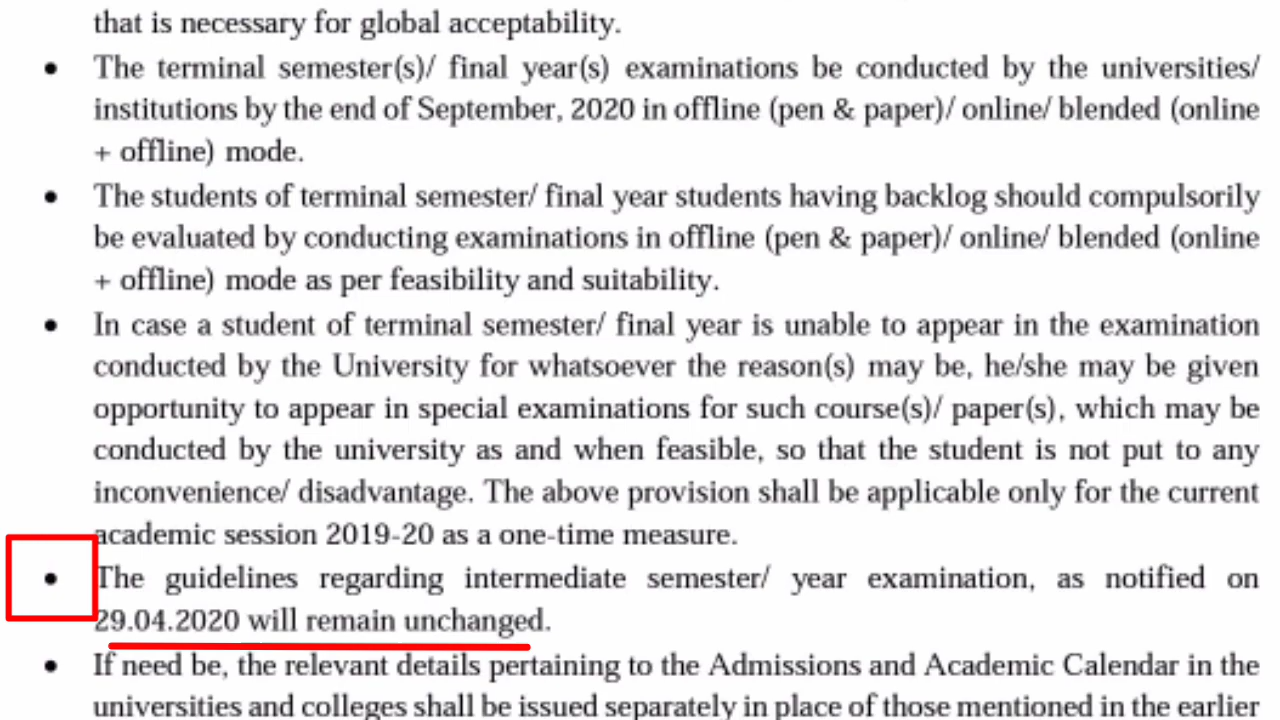 that is necessary for global acceptability.
• The terminal semester(s)/ final year(s) examinations be conducted by the universities/
institutions by the end of September, 2020 in offline (pen & paper)/ online/ blended (online
+ offline) mode.
• The students of terminal semester/ final year students having backlog should compulsorily
be evaluated by conducting examinations in offline (pen & paper)/ online/ blended (online
+ offline) mode as per feasibility and suitability.
• In case a student of terminal semester/ final year is unable to appear in the examination
conducted by the University for whatsoever the reason(s) may be, he/she may be given
opportunity to appear in special examinations for such course(s)/ paper(s), which may be
conducted by the university as and when feasible, so that the student is not put to any
inconvenience/ disadvantage. The above provision shall be applicable only for the current
academic session 2019-20 as a one-time measure.
• The guidelines regarding intermediate semester/ year examination, as notified on
29.04.2020 will remain unchanged.
• If need be, the relevant details pertaining to the Admissions and Academic Calendar in the
universities and colleges shall be issued separately in place of those mentioned in the earlier